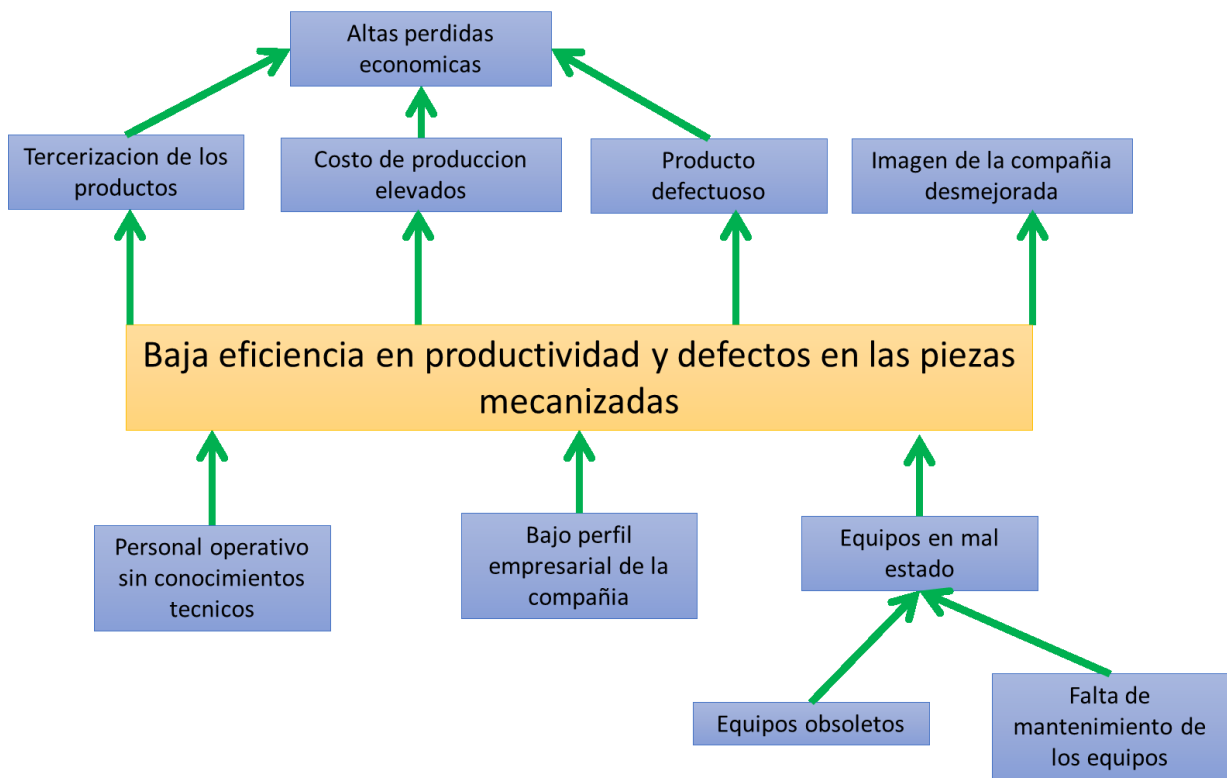 Altas perdidas
economicas
Tercerizacion de los
productos
Costo de produccion
elevados
Producto
defectuoso
Imagen de la compañia
desmejorada
Baja eficiencia en productividad y defectos en las piezas
mecanizadas
Personal operativo
sin conocimientos
tecnicos
Bajo perfil
empresarial de la
compañia
Equipos en mal
estado
Equipos obsoletos
Falta de
mantenimiento de
los equipos